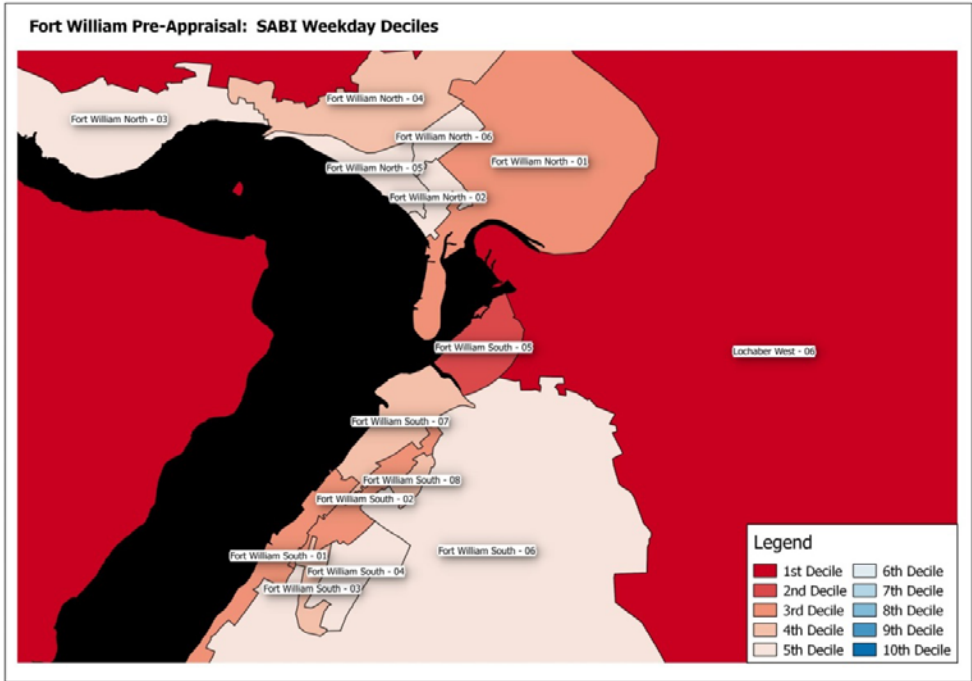 Fort William Pre-Appraisal: SABI Weekday Deciles
Fort William North - 04
Fort William North - 03
Fort William North - 06
Fort William North - 01
Fort William North - 05
Fort William North - 02
Fort William South - 05
Lochaber West - 06
Fort William South - 07
Fort William South - 08
Fort William South - 02
Fort William South - 06
Fort William South - 01
Fort William South - 04
Fort William South - 03
Legend
1st Decile
2nd Decile
3rd Decile
4th Decile
5th Decile
6th Decile
7th Decile
8th Decile
9th Decile
10th Decile